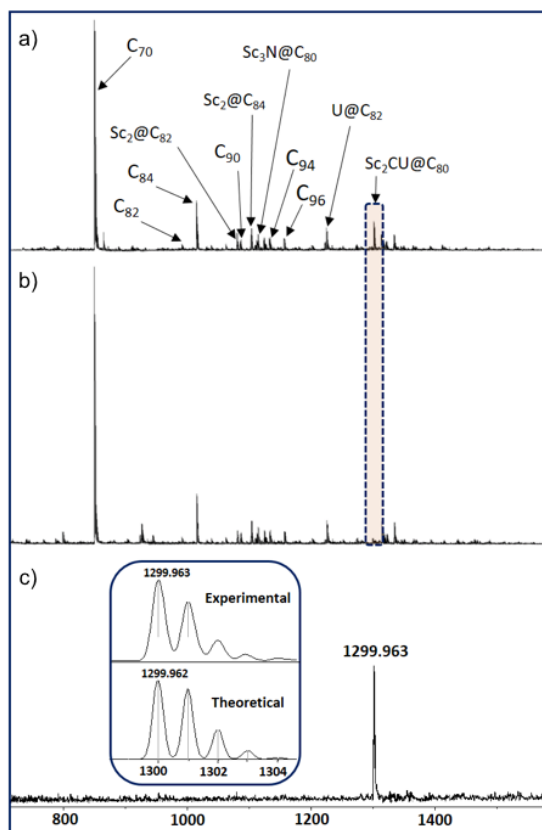 a)
C₇₀
Sc₃N@C₈₀
Sc₂@C₈₄
U@C₈₂
Sc₂@C₈₂
C₉₀
C₉₄
Sc₂CU@C₈₀
C₈₄
C₉₆
C₈₂
b)
c)
1299.963
Experimental
1299.963
1299.962
Theoretical
1300 1302 1304
800 1000 1200 1400